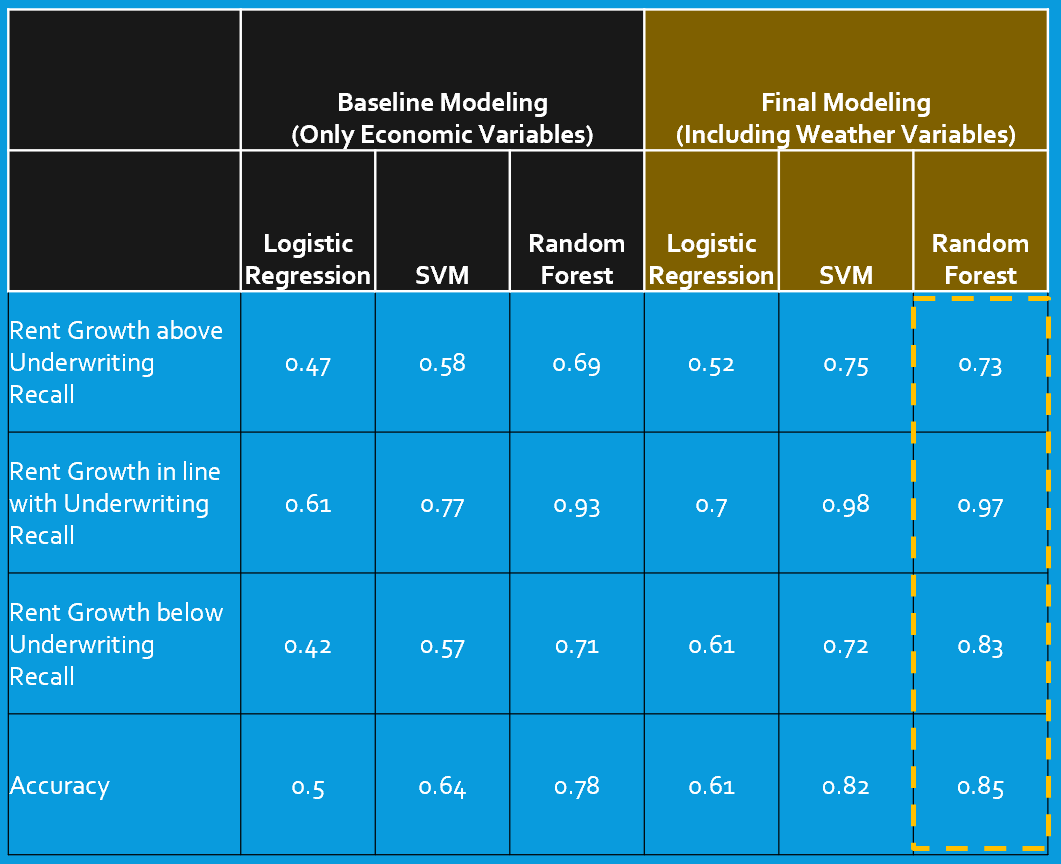 Baseline Modeling
(Only Economic Variables)
Final Modeling
(Including Weather Variables)
Logistic
Regression
SVM
Random
Forest
Logistic
Regression
SVM
Random
Forest
Rent Growth above
Underwriting
Recall
0.47
0.58
0.69
0.52
0.75
0.73
Rent Growth in line
with Underwriting
Recall
0.61
0.77
0.93
0.7
0.98
0.97
Rent Growth below
Underwriting
Recall
0.42
0.57
0.71
0.61
0.72
0.83
Accuracy
0.5
0.64
0.78
0.61
0.82
0.85